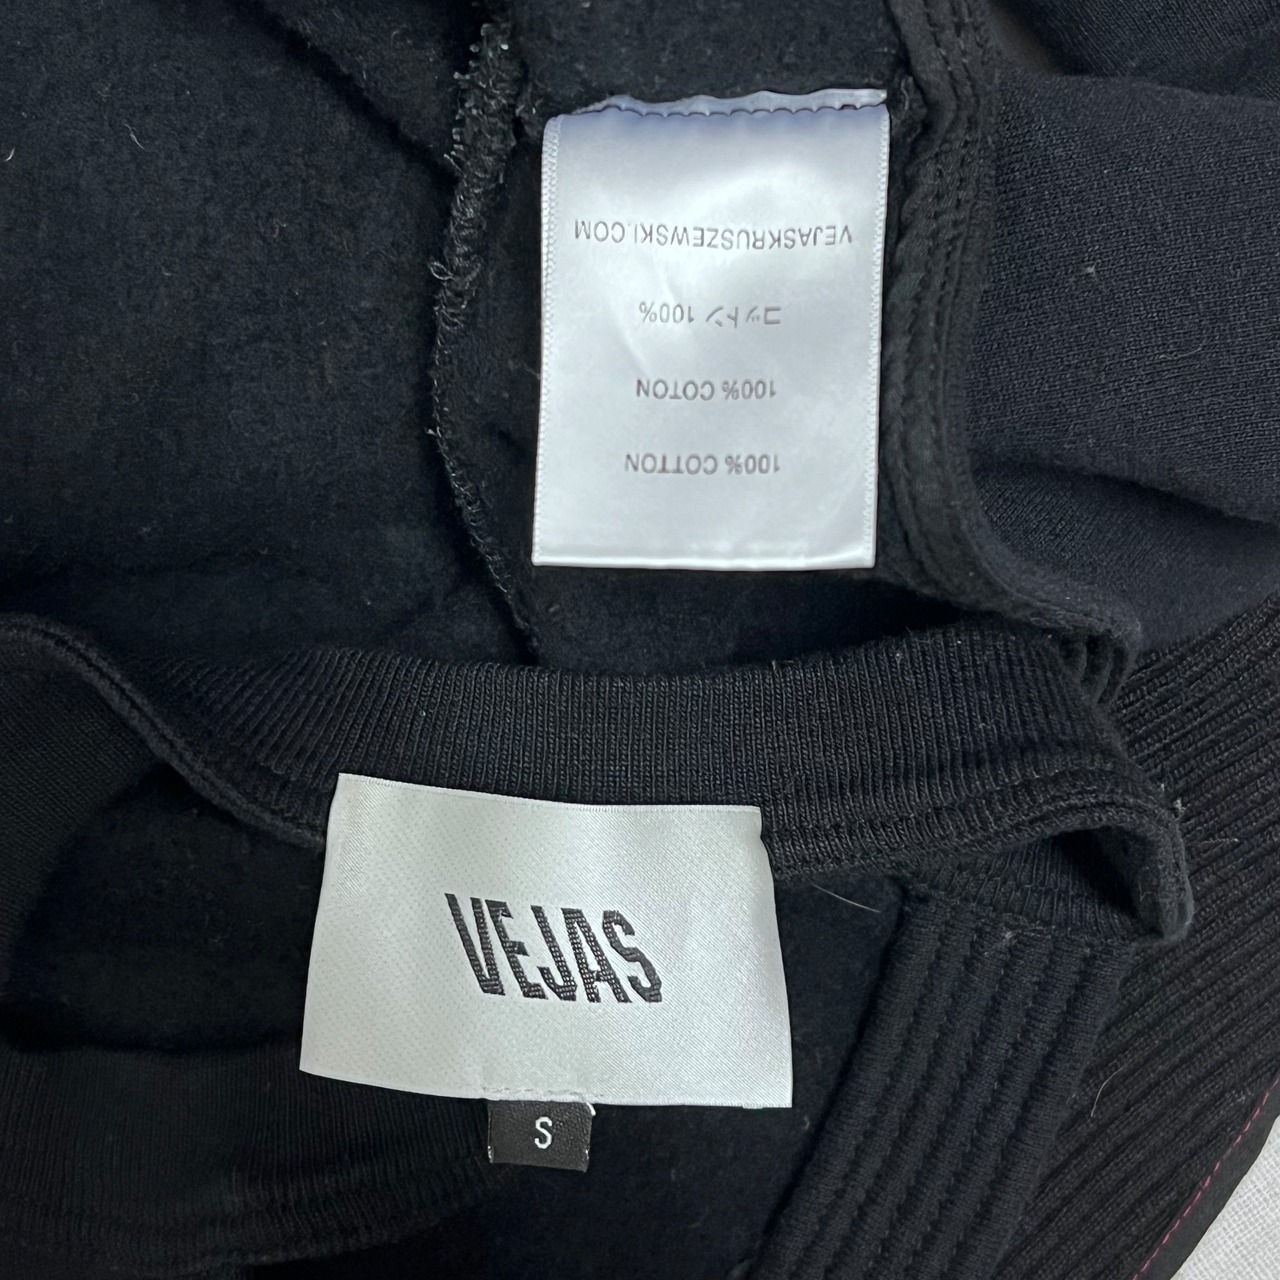 VEJASKRUSZEWSKI.COM
コットン 100%
100% COTON
100% COTTON
VEJAS
S